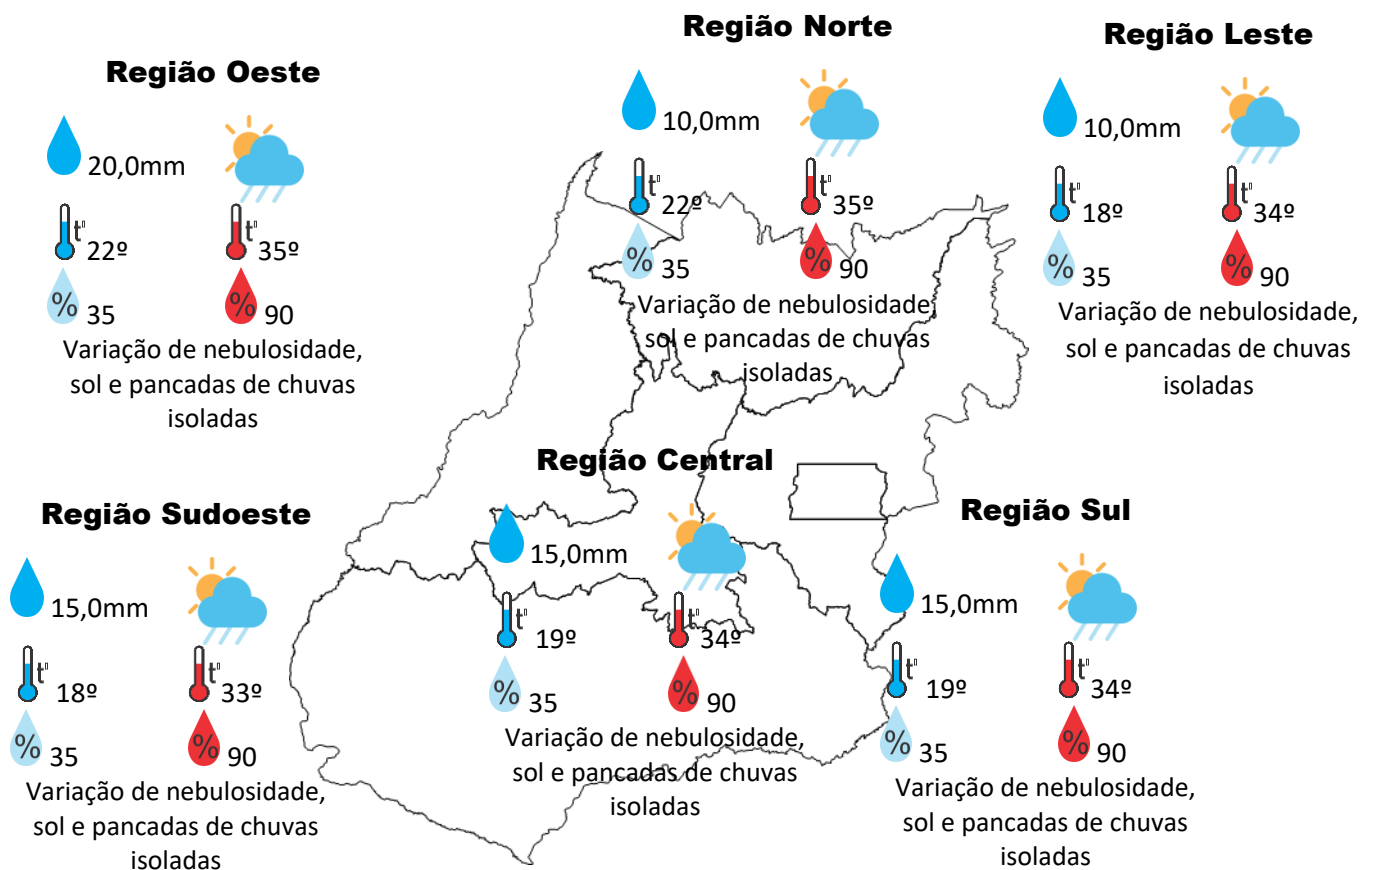 Região Norte
10,0mm
t°
22º
35º
% 35
% 90
Variação de nebulosidade,
sol e pancadas de chuvas
isoladas
Região Leste
10,0mm
t°
18º
t°
34º
% 35
% 90
Variação de nebulosidade,
sol e pancadas de chuvas
isoladas
Região Oeste
20,0mm
t°
22º
t°
35º
% 35
% 90
Variação de nebulosidade,
sol e pancadas de chuvas
isoladas
Região Central
15,0mm
t°
19º
t°
34º
% 35
% 90
Variação de nebulosidade,
sol e pancadas de chuvas
isoladas
Região Sudoeste
15,0mm
t°
18º
t°
33º
% 35
% 90
Variação de nebulosidade,
sol e pancadas de chuvas
isoladas
Região Sul
15,0mm
t°
19º
t°
34º
% 35
% 90
Variação de nebulosidade,
sol e pancadas de chuvas
isoladas